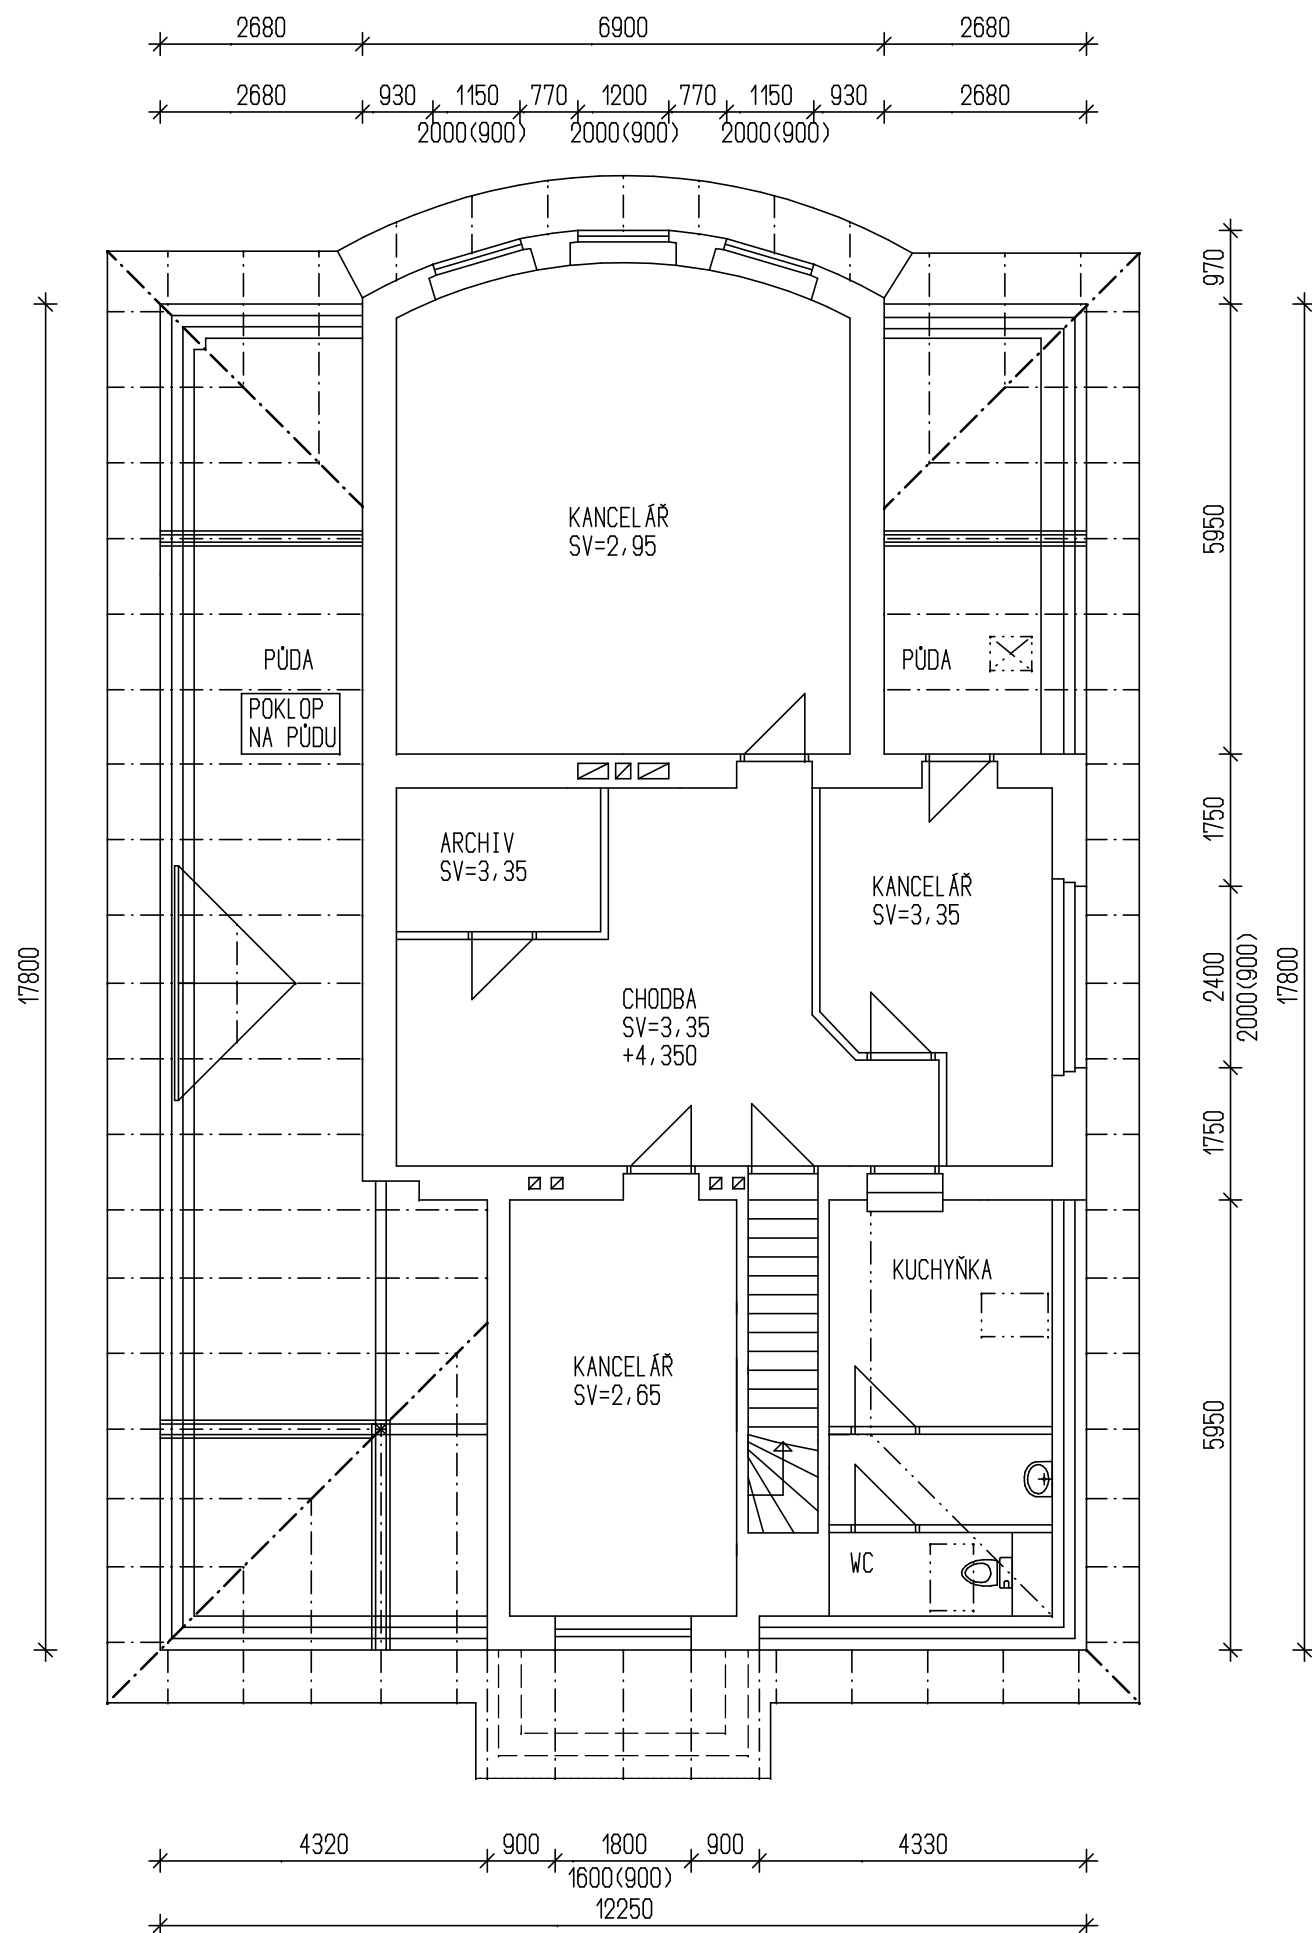 2680 6900 2680
2680 930 1150 770 1200 770 1150 930 2680
2000(900) 2000(900) 2000(900)
970
17800
5950
KANCELÁŘ
SV=2,95
PŮDA
POKLOP
NA PŮDU
PŮDA
ARCHIV
SV=3,35
KANCELÁŘ
SV=3,35
CHODBA
SV=3,35
+4,350
1750
2400
2000(900)
17800
1750
KUCHYŇKA
KANCELÁŘ
SV=2,65
5950
WC
4320 900 1800 900 4330
1600(900)
12250